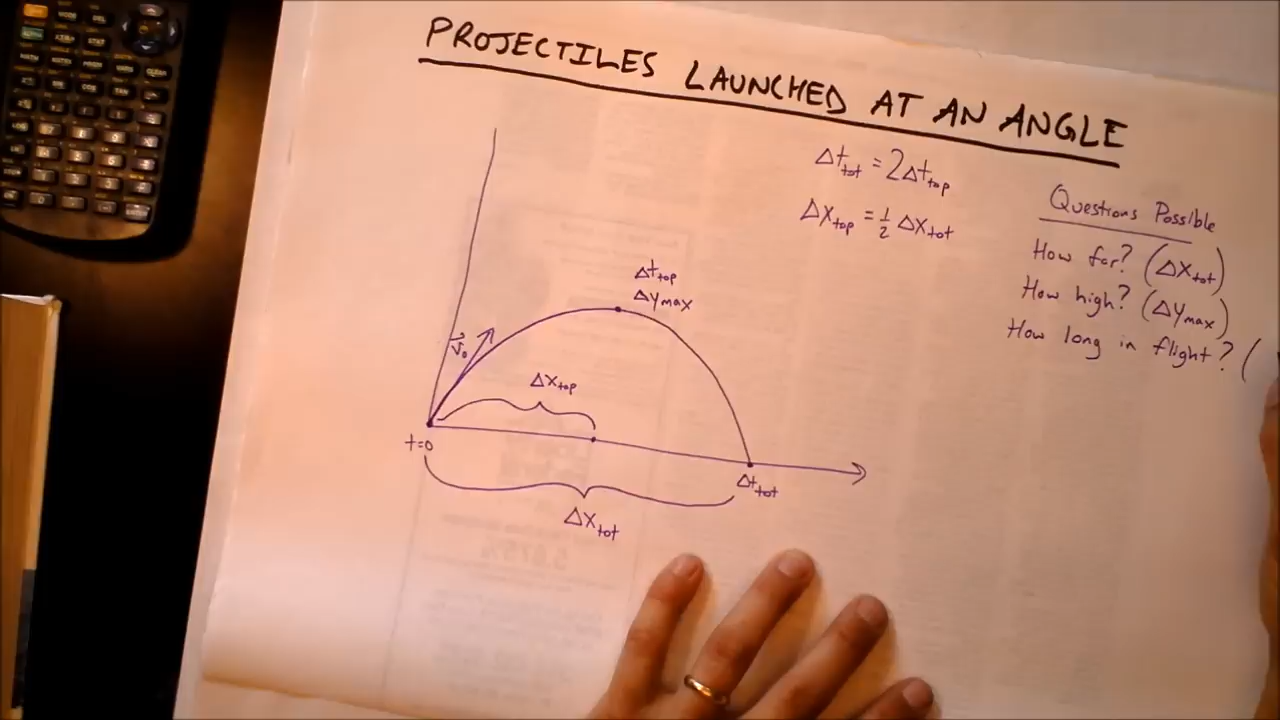 PROJECTILES LAUNCHED AT AN ANGLE
Δt_tot = 2Δt_top
Δx_top = 1/2 Δx_tot
Questions Possible
How far? (Δx_tot)
How high? (Δy_max)
How long in flight? (
Δt_top
Δy_max
v⃗₀
Δx_top
t=0
Δt_tot
Δx_tot